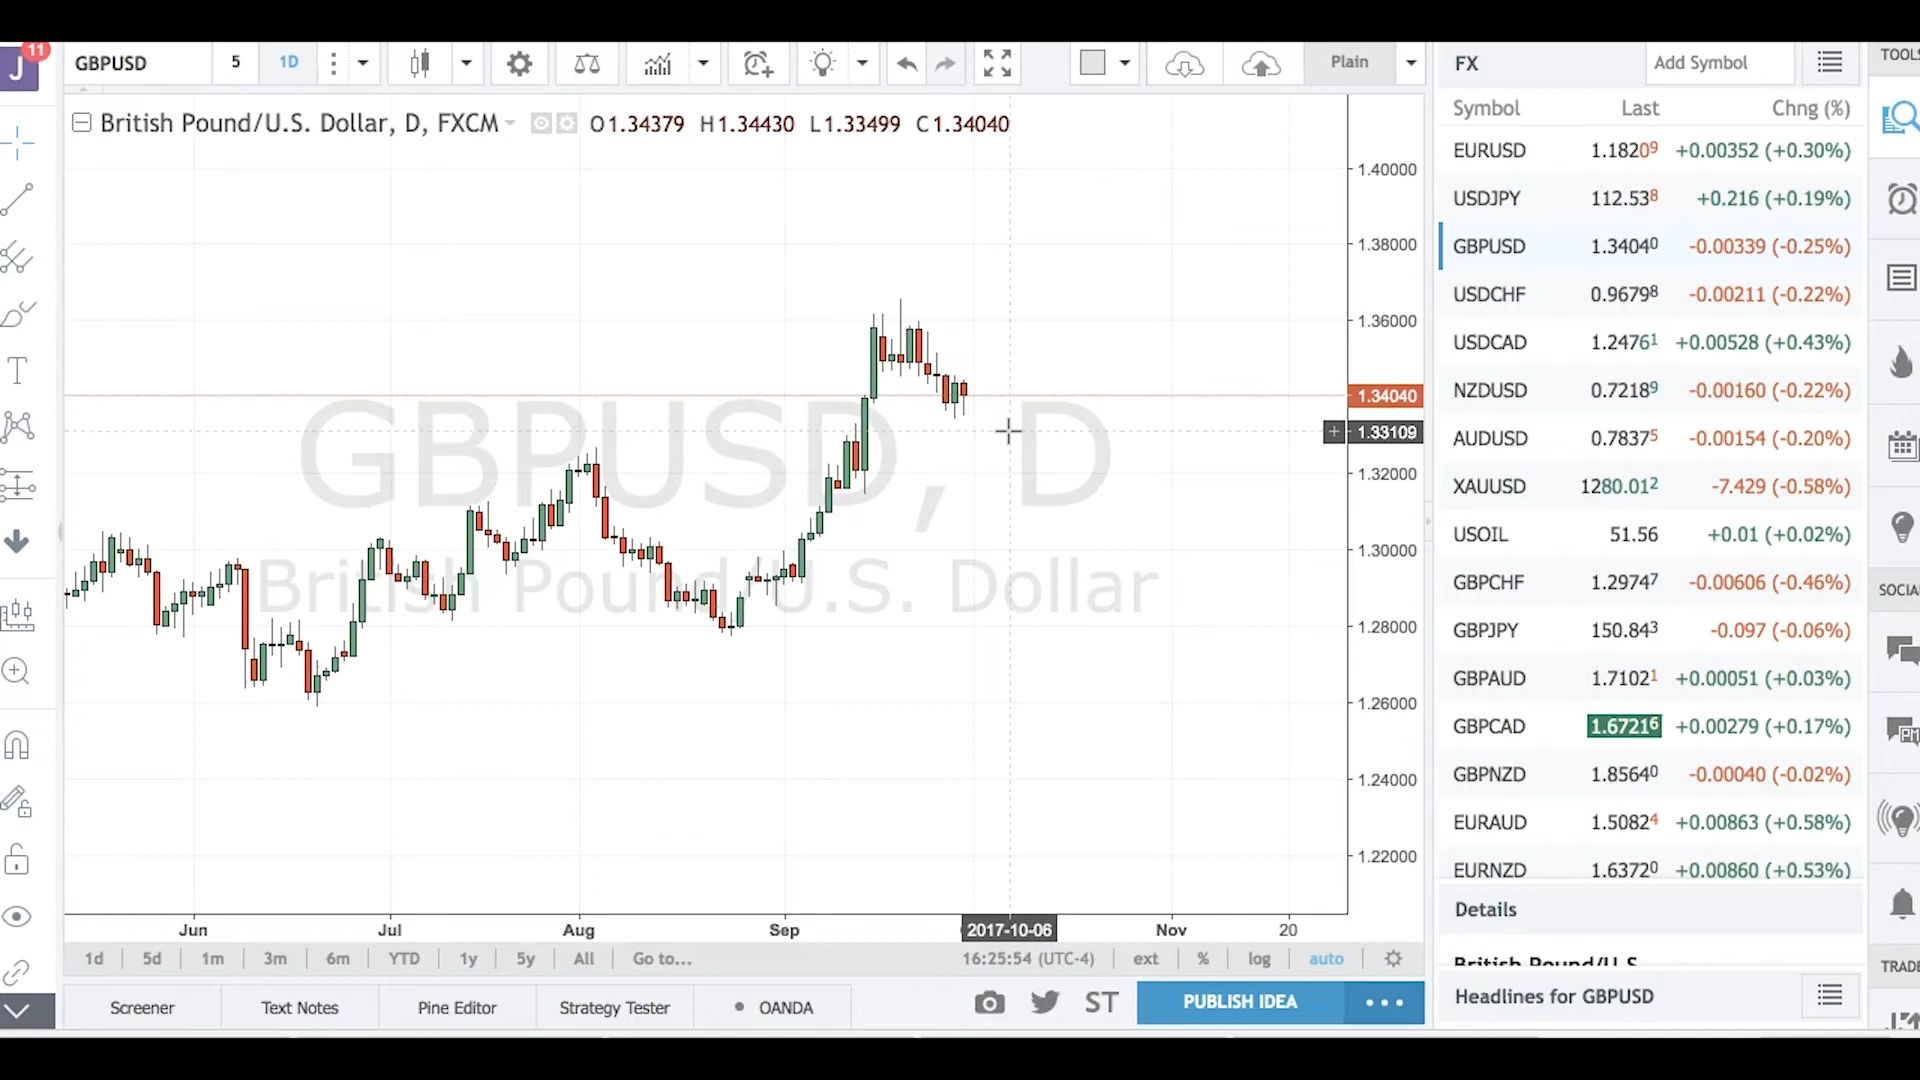 11
J
GBPUSD 5 1D Plain
British Pound/U.S. Dollar, D, FXCM O1.34379 H1.34430 L1.33499 C1.34040
GBPUSD, D
British Pound/U.S. Dollar
1.40000
1.38000
1.36000
1.34040
1.33109
1.32000
1.30000
1.28000
1.26000
1.24000
1.22000
Jun Jul Aug Sep 2017-10-06 Nov 20
1d 5d 1m 3m 6m YTD 1y 5y All Go to... 16:25:54 (UTC-4) ext % log auto
Screener Text Notes Pine Editor Strategy Tester OANDA ST PUBLISH IDEA
FX Add Symbol
Symbol Last Chng (%)
EURUSD 1.18209 +0.00352 (+0.30%)
USDJPY 112.538 +0.216 (+0.19%)
GBPUSD 1.34040 -0.00339 (-0.25%)
USDCHF 0.96798 -0.00211 (-0.22%)
USDCAD 1.24761 +0.00528 (+0.43%)
NZDUSD 0.72189 -0.00160 (-0.22%)
AUDUSD 0.78375 -0.00154 (-0.20%)
XAUUSD 1280.012 -7.429 (-0.58%)
USOIL 51.56 +0.01 (+0.02%)
GBPCHF 1.29747 -0.00606 (-0.46%)
GBPJPY 150.843 -0.097 (-0.06%)
GBPAUD 1.71021 +0.00051 (+0.03%)
GBPCAD 1.67216 +0.00279 (+0.17%)
GBPNZD 1.85640 -0.00040 (-0.02%)
EURAUD 1.50824 +0.00863 (+0.58%)
EURNZD 1.63720 +0.00860 (+0.53%)
Details
British Pound/U.S.
Headlines for GBPUSD
TOOLS
SOCIAL
PM
TRADE